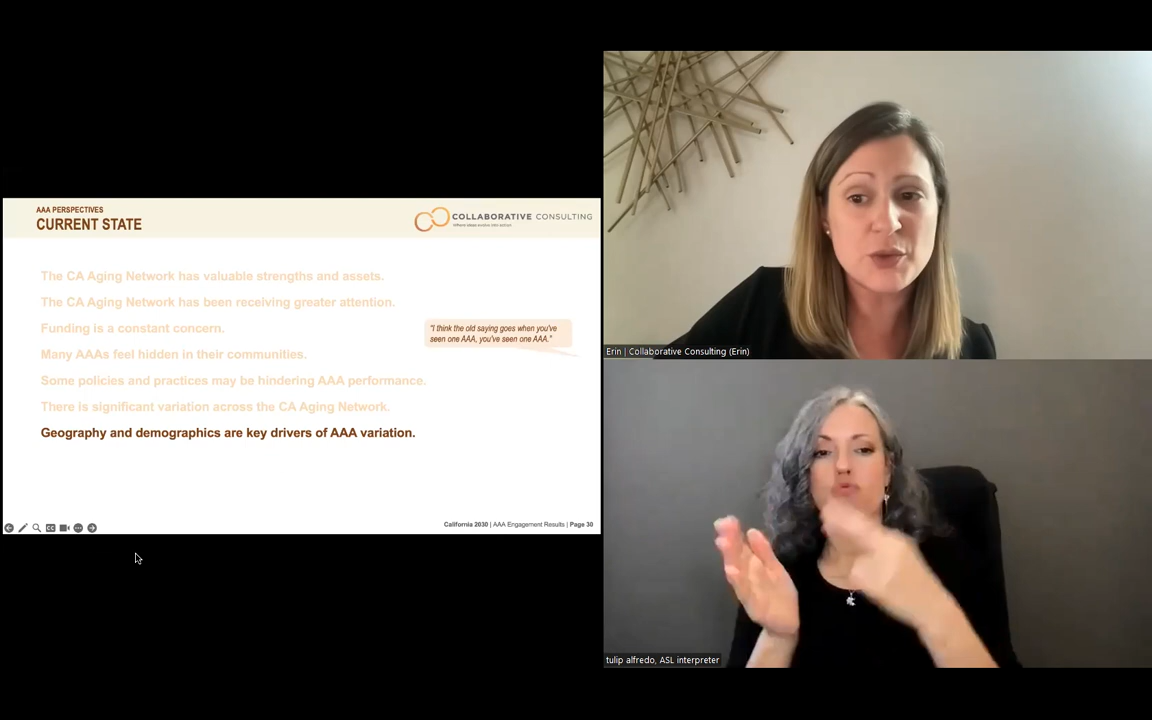 AAA PERSPECTIVES
CURRENT STATE
COLLABORATIVE CONSULTING
The CA Aging Network has valuable strengths and assets.
The CA Aging Network has been receiving greater attention.
Funding is a constant concern.
"I think the old saying goes when you've
seen one AAA, you've seen one AAA."
Many AAAs feel hidden in their communities.
Some policies and practices may be hindering AAA performance.
There is significant variation across the CA Aging Network.
Geography and demographics are key drivers of AAA variation.
CC
California 2030 | AAA Engagement Results | Page 30
Erin | Collaborative Consulting (Erin)
tulip alfredo, ASL interpreter